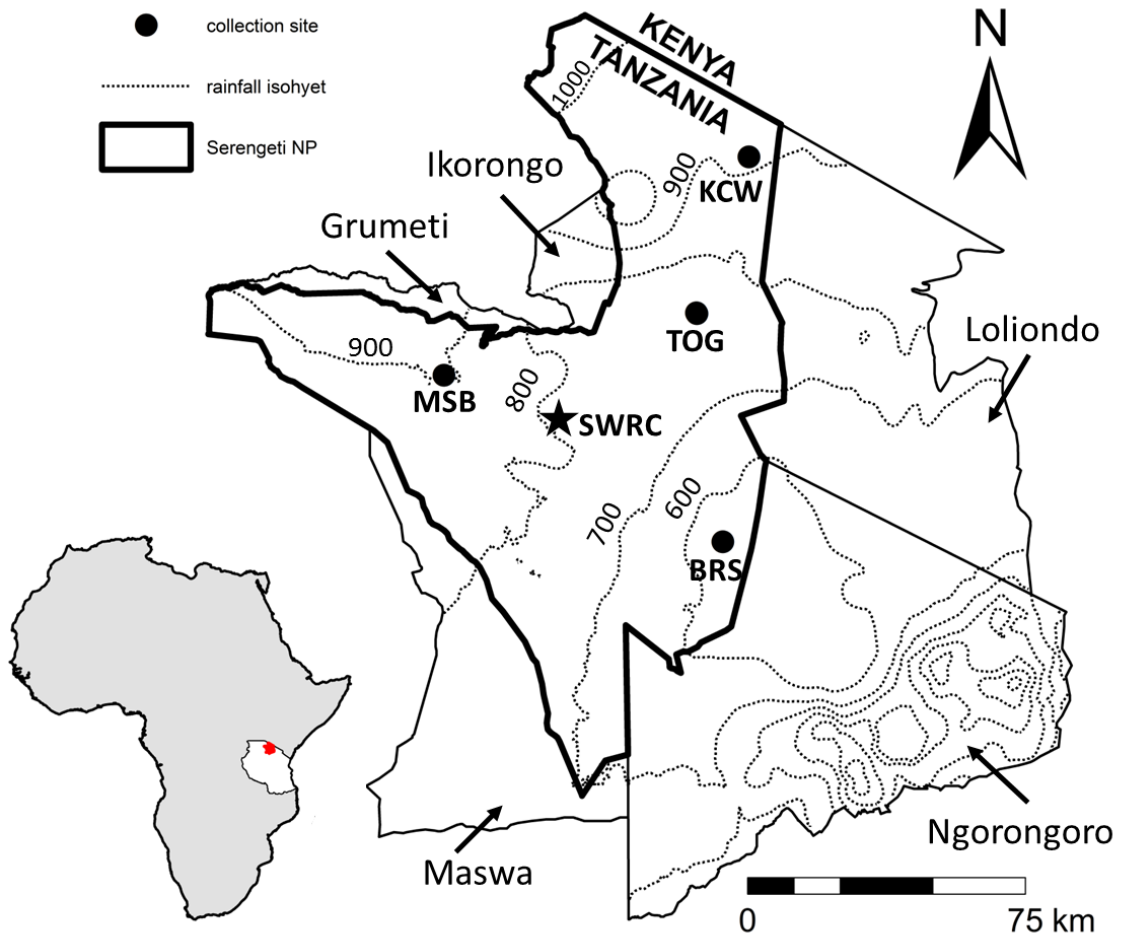 collection site
rainfall isohyet
Serengeti NP
KENYA
TANZANIA
N
1000
Ikorongo
900
KCW
Grumeti
TOG
Loliondo
900
MSB
800
SWRC
600
700
BRS
Ngorongoro
Maswa
0 75 km